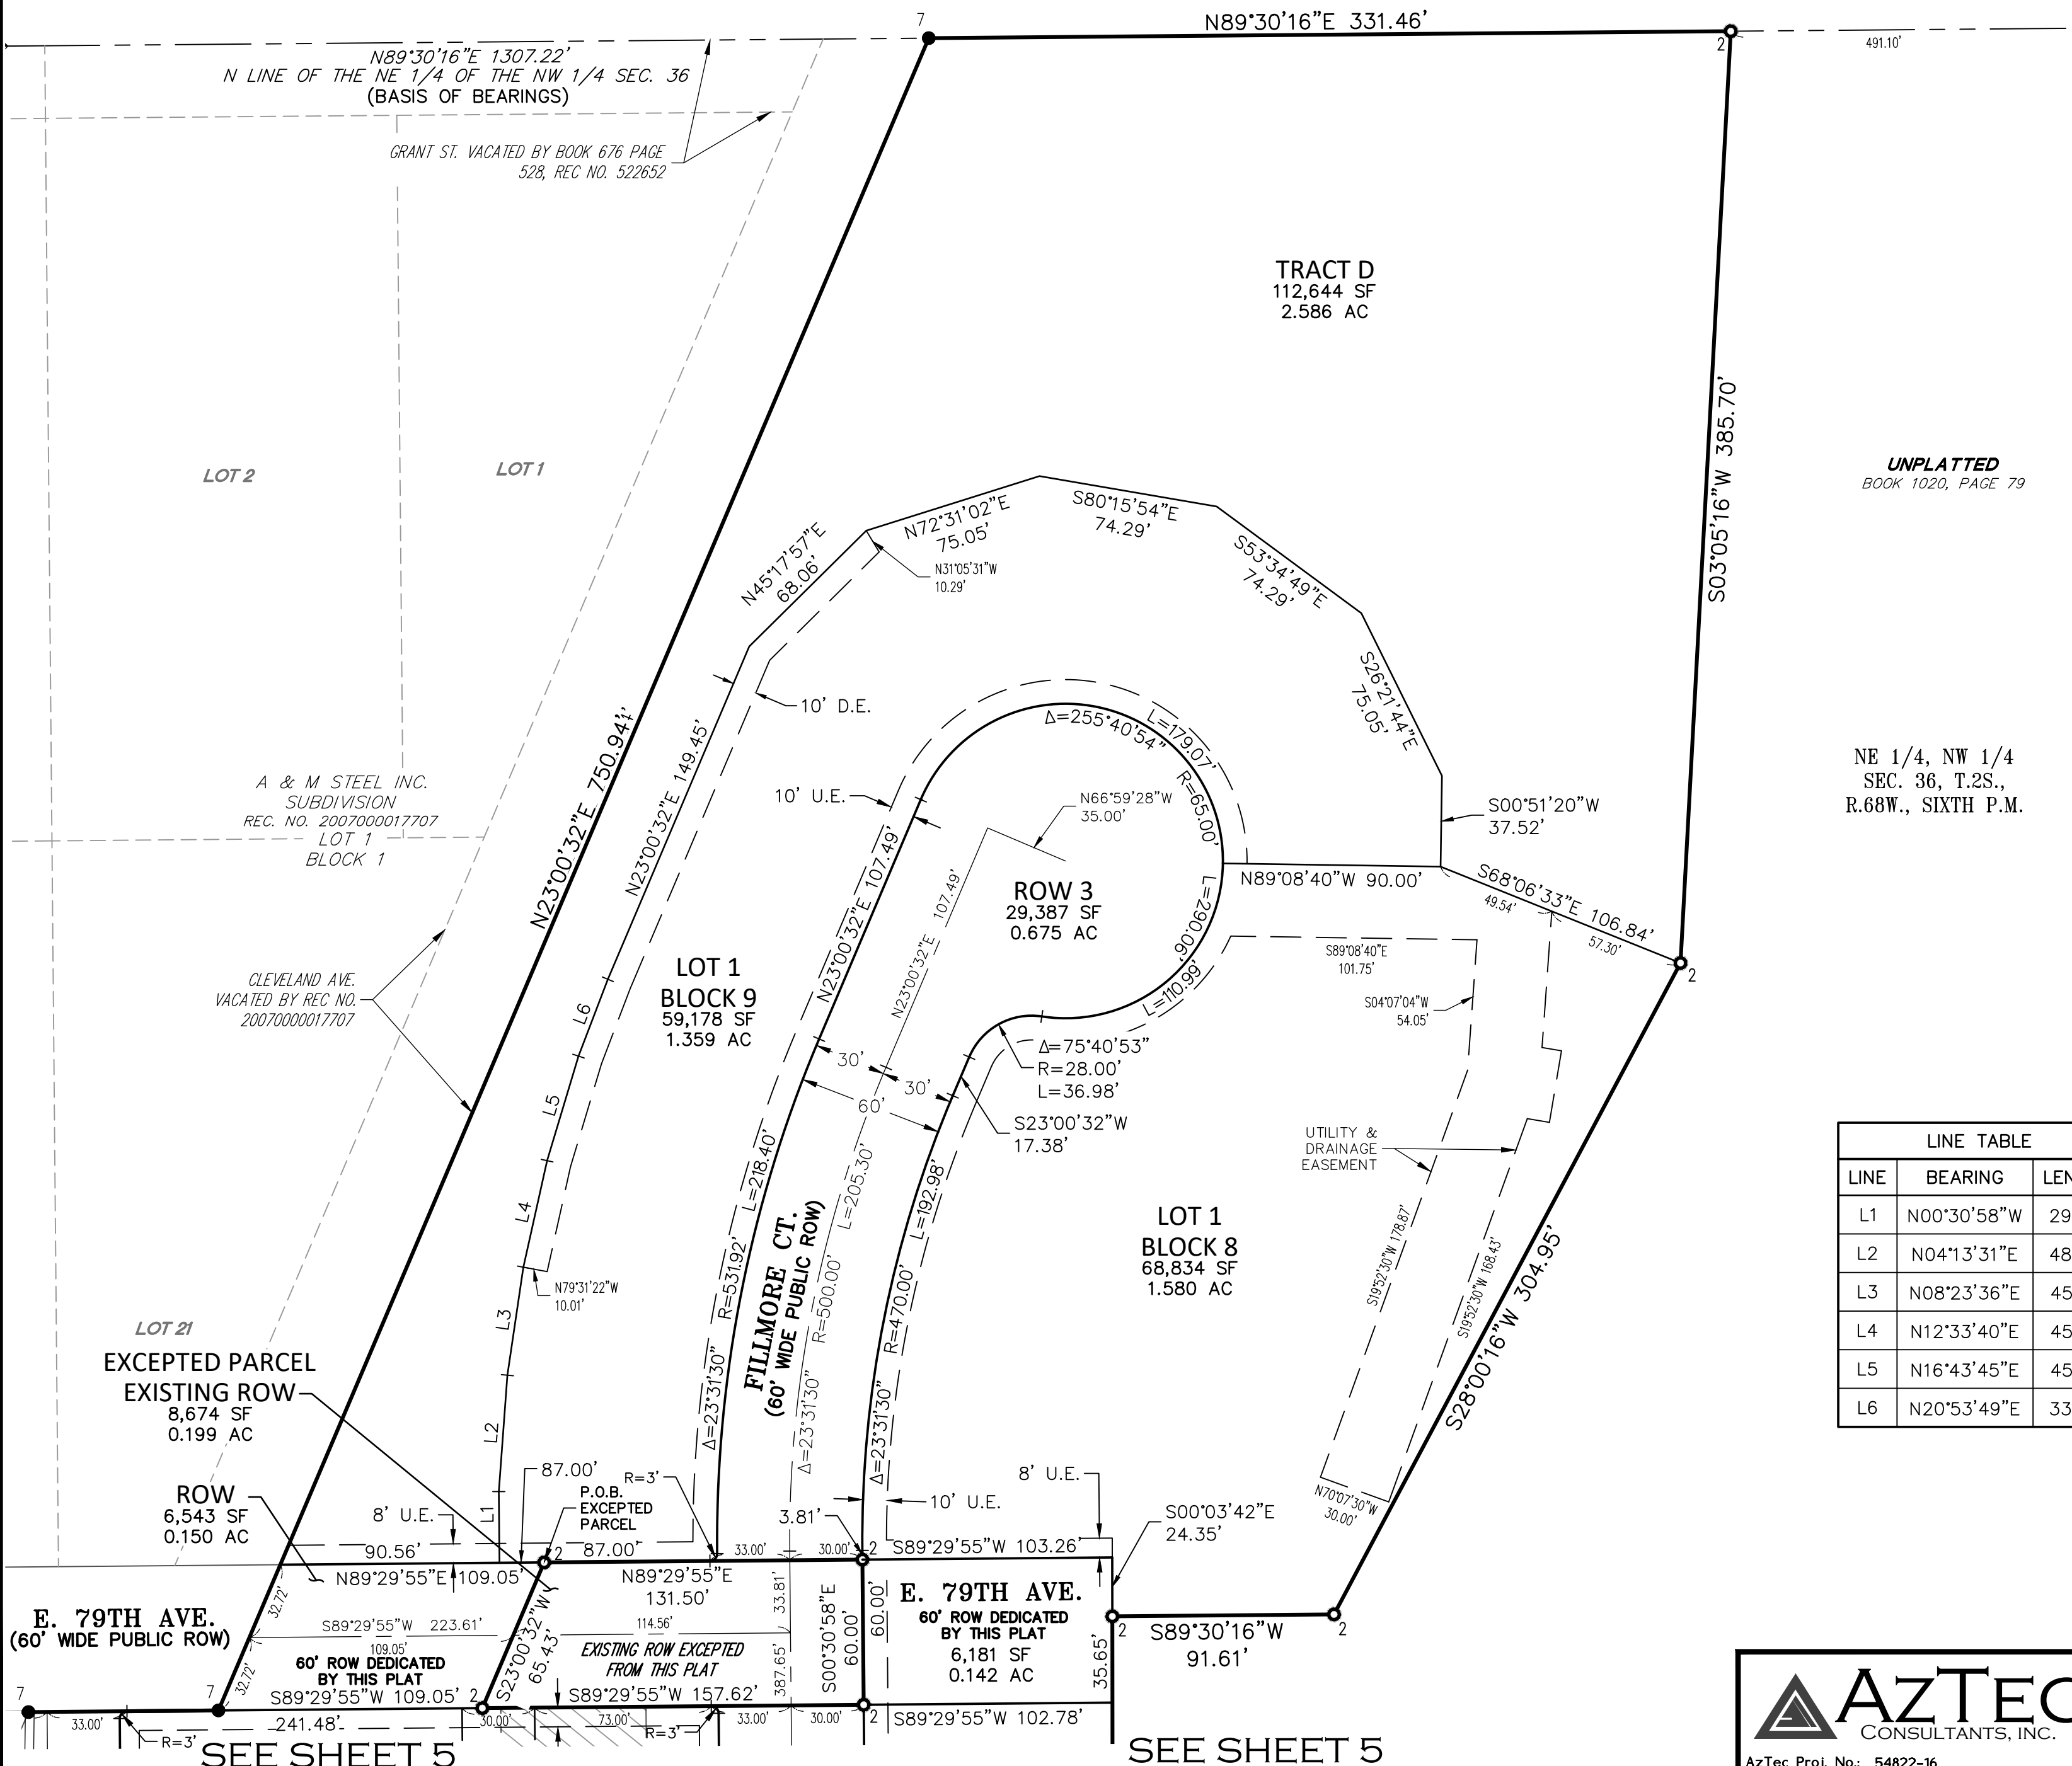 7
N89°30'16"E 331.46'
2
491.10'
N89°30'16"E 1307.22'
N LINE OF THE NE 1/4 OF THE NW 1/4 SEC. 36
(BASIS OF BEARINGS)
GRANT ST. VACATED BY BOOK 676 PAGE
528, REC NO. 522652
TRACT D
112,644 SF
2.586 AC
S03°05'16"W 385.70'
LOT 2
LOT 1
UNPLATTED
BOOK 1020, PAGE 79
N72°31'02"E
75.05'
S80°15'54"E
74.29'
N45°17'57"E
68.06'
N31°05'31"W
10.29'
S53°34'49"E
74.29'
S26°21'44"E
75.05'
10' D.E.
N23°00'32"E 750.94'
N23°00'32"E 149.45'
Δ=255°40'54"
L=179.07'
R=65.00'
A & M STEEL INC.
SUBDIVISION
REC. NO. 2007000017707
LOT 1
BLOCK 1
10' U.E.
N66°59'28"W
35.00'
S00°51'20"W
37.52'
NE 1/4, NW 1/4
SEC. 36, T.2S.,
R.68W., SIXTH P.M.
N23°00'32"E 107.49'
N23°00'32"E 107.49'
ROW 3
29,387 SF
0.675 AC
L=290.06'
N89°08'40"W 90.00'
S68°06'33"E 106.84'
49.54'
57.30'
2
L=110.99'
S89°08'40"E
101.75'
S04°07'04"W
54.05'
LOT 1
BLOCK 9
59,178 SF
1.359 AC
CLEVELAND AVE.
VACATED BY REC NO.
20070000017707
L6
L5
L4
L3
L2
L1
30'
30'
60'
Δ=75°40'53"
R=28.00'
L=36.98'
S23°00'32"W
17.38'
UTILITY &
DRAINAGE
EASEMENT
LINE TABLE
LINE BEARING LEN
L1 N00°30'58"W 29
L2 N04°13'31"E 48
L3 N08°23'36"E 45
L4 N12°33'40"E 45
L5 N16°43'45"E 45
L6 N20°53'49"E 33
Δ=23°31'30" R=531.92' L=218.40'
FILLMORE CT.
(60' WIDE PUBLIC ROW)
Δ=23°31'30" R=500.00' L=205.30'
Δ=23°31'30" R=470.00' L=192.98'
LOT 1
BLOCK 8
68,834 SF
1.580 AC
S19°52'30"W 178.87'
S19°52'30"W 168.43'
S28°00'16"W 304.95'
N70°07'30"W
30.00'
N79°31'22"W
10.01'
LOT 21
EXCEPTED PARCEL
EXISTING ROW
8,674 SF
0.199 AC
ROW
6,543 SF
0.150 AC
8' U.E.
90.56'
87.00'
P.O.B.
EXCEPTED
PARCEL
R=3'
3.81'
10' U.E.
8' U.E.
S00°03'42"E
24.35'
N89°29'55"E 109.05'
2
87.00'
33.00'
30.00'
2
S89°29'55"W 103.26'
N89°29'55"E
131.50'
E. 79TH AVE.
(60' WIDE PUBLIC ROW)
32.72'
32.72'
S89°29'55"W 223.61'
109.05'
60' ROW DEDICATED
BY THIS PLAT
S89°29'55"W 109.05'
S23°00'32"W
65.43'
114.56'
EXISTING ROW EXCEPTED
FROM THIS PLAT
S89°29'55"W 157.62'
33.81'
387.65'
S00°30'58"E
60.00'
60.00'
E. 79TH AVE.
60' ROW DEDICATED
BY THIS PLAT
6,181 SF
0.142 AC
35.65'
2
S89°30'16"W
91.61'
2
7
7
2
33.00'
241.48'
30.00'
73.00'
33.00'
30.00'
2
S89°29'55"W 102.78'
R=3'
R=3'
SEE SHEET 5
SEE SHEET 5
AZTEC
CONSULTANTS, INC.
AzTec Proj. No.: 54822-16